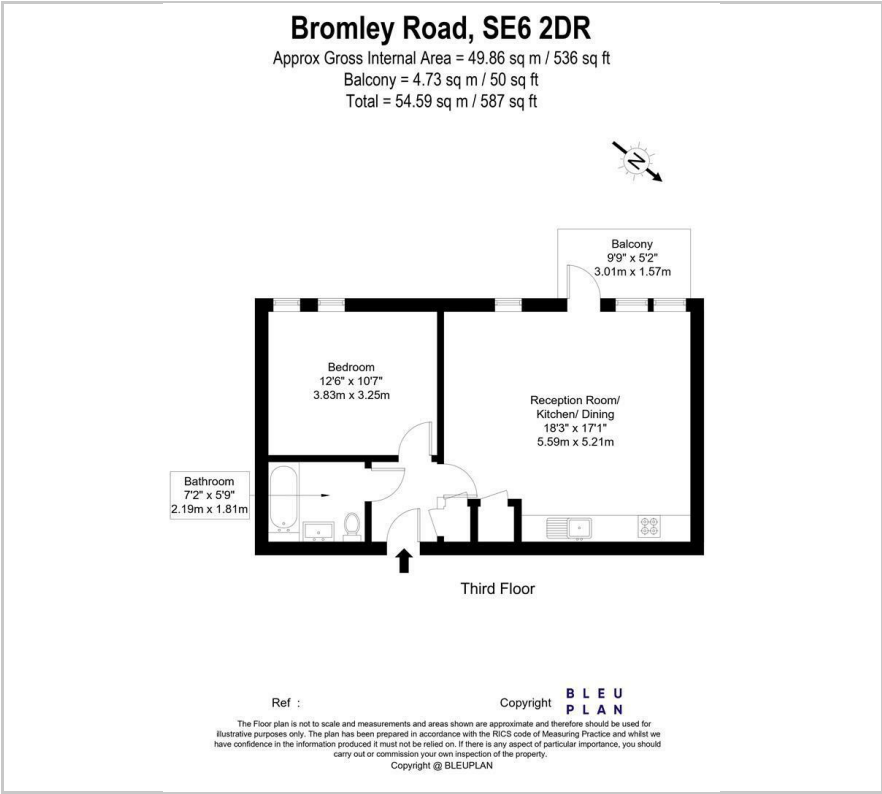 Bromley Road, SE6 2DR
Approx Gross Internal Area = 49.86 sq m / 536 sq ft
Balcony = 4.73 sq m / 50 sq ft
Total = 54.59 sq m / 587 sq ft
N
Balcony
9'9" x 5'2"
3.01m x 1.57m
Bedroom
12'6" x 10'7"
3.83m x 3.25m
Reception Room/
Kitchen/ Dining
18'3" x 17'1"
5.59m x 5.21m
Bathroom
7'2" x 5'9"
2.19m x 1.81m
Third Floor
Ref :
Copyright
BLEU
PLAN
The Floor plan is not to scale and measurements and areas shown are approximate and therefore should be used for
illustrative purposes only. The plan has been prepared in accordance with the RICS code of Measuring Practice and whilst we
have confidence in the information produced it must not be relied on. If there is any aspect of particular importance, you should
carry out or commission your own inspection of the property.
Copyright @ BLEUPLAN